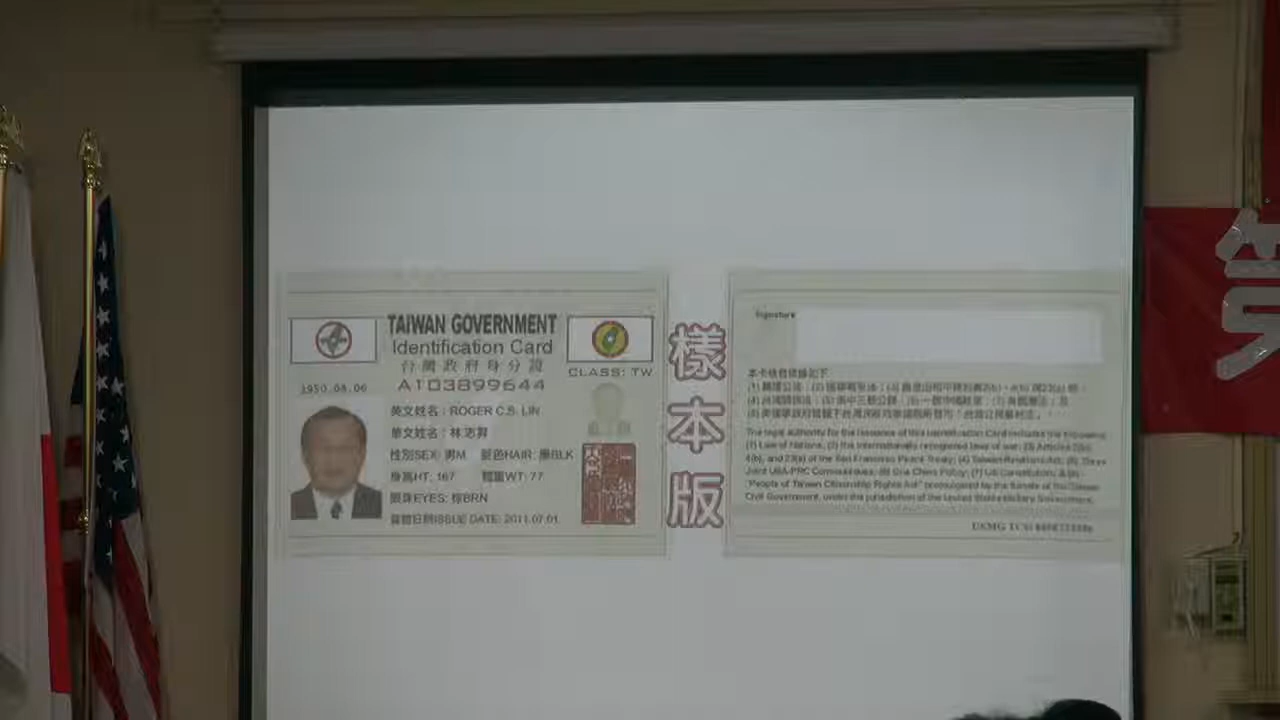 TAIWAN GOVERNMENT
Identification Card
台灣政府身分證
CLASS: TW
1950.08.06
A103899644
英文姓名：ROGER C.S. LIN
華文姓名：林志昇
性別SEX: 男M 髮色HAIR: 黑BLK
身高HT: 167 體重WT: 77
眼珠EYES: 棕BRN
發證日期ISSUE DATE: 2011.07.01
樣本版
Signature
本卡核發依據如下
The legal authority for the issuance of this Identification Card includes the following:
(1) Law of Nations; (2) the internationally recognized laws of war; (3) Articles 2(b),
4(b), and 23(a) of the San Francisco Peace Treaty; (4) Taiwan Relations Act; (5) Three
Joint USA-PRC Communiques; (6) One China Policy; (7) US Constitution; & (8)
"People of Taiwan Citizenship Rights Act" promulgated by the Senate of the Taiwan
Civil Government, under the jurisdiction of the United States Military Government.
第